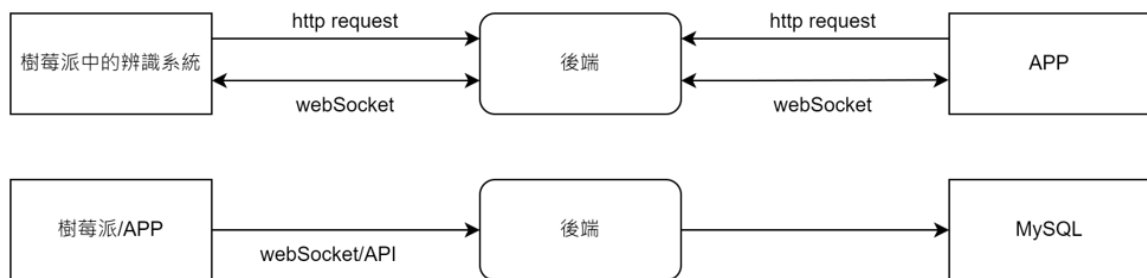 http request
http request
樹莓派中的辨識系統
後端
APP
webSocket
webSocket
樹莓/APP
後端
MySQL
webSocket/API